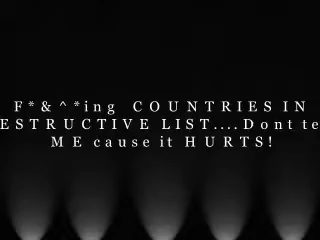 F*&^*ing COUNTRIES IN
ESTRUCTIVE LIST....Dont te
ME cause it HURTS!